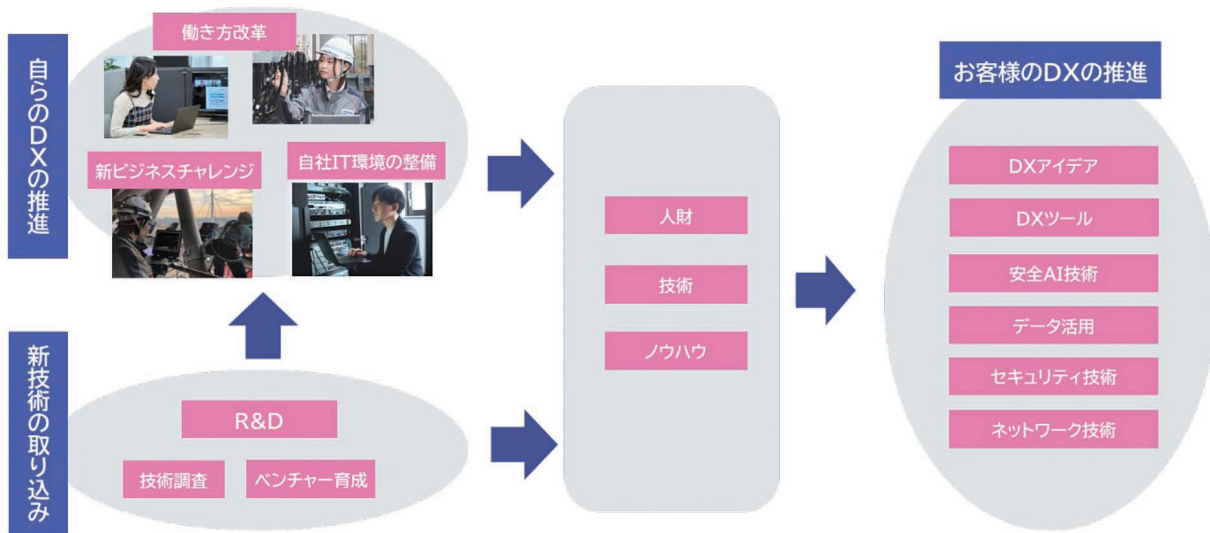 自らのDXの推進
働き方改革
新ビジネスチャレンジ
自社IT環境の整備
新技術の取り込み
R&D
技術調査
ベンチャー育成
人財
技術
ノウハウ
お客様のDXの推進
DXアイデア
DXツール
安全AI技術
データ活用
セキュリティ技術
ネットワーク技術